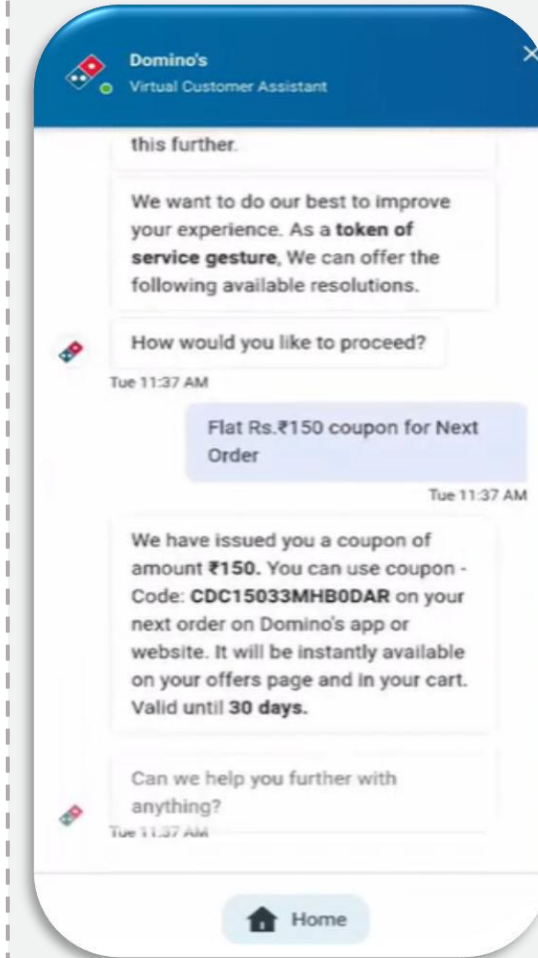 Domino's
Virtual Customer Assistant
this further.
We want to do our best to improve
your experience. As a token of
service gesture, We can offer the
following available resolutions.
How would you like to proceed?
Tue 11:37 AM
Flat Rs.₹150 coupon for Next
Order
Tue 11:37 AM
We have issued you a coupon of
amount ₹150. You can use coupon -
Code: CDC15033MHB0DAR on your
next order on Domino's app or
website. It will be instantly available
on your offers page and in your cart.
Valid until 30 days.
Can we help you further with
anything?
Tue 11:37 AM
Home